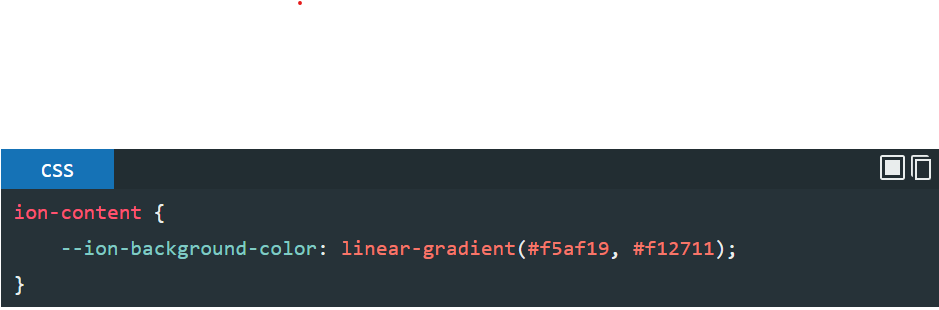 CSS
ion-content {
    --ion-background-color: linear-gradient(#f5af19, #f12711);
}